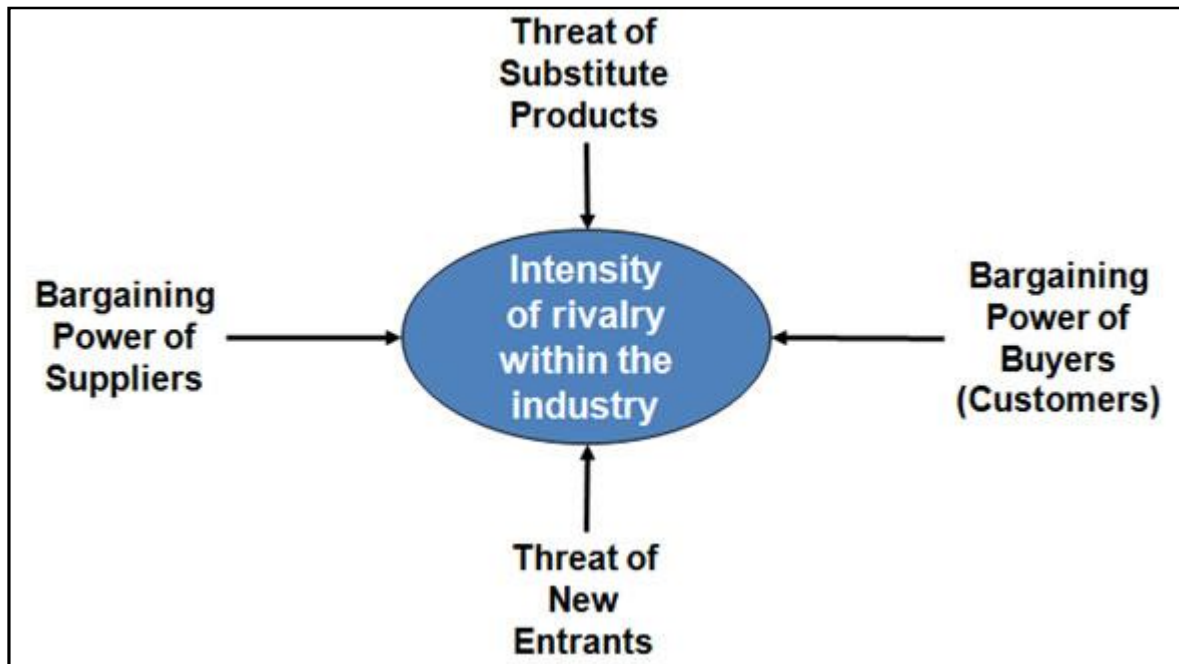 Threat of
Substitute
Products
Bargaining
Power of
Suppliers
Intensity
of rivalry
within the
industry
Bargaining
Power of
Buyers
(Customers)
Threat of
New
Entrants